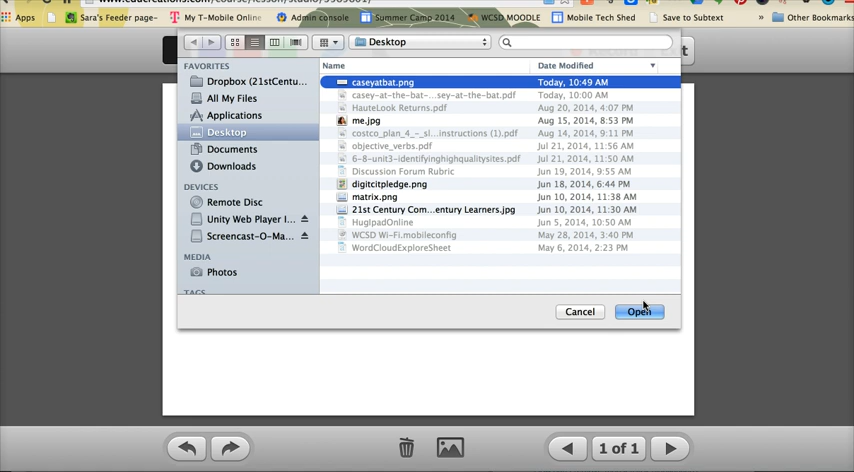 Apps Sara's Feeder page- My T-Mobile Online Admin console Summer Camp 2014 WCSD MOODLE Mobile Tech Shed Save to Subtext » Other Bookmarks
Desktop
FAVORITES
Dropbox (21stCentu...
All My Files
Applications
Desktop
Documents
Downloads
DEVICES
Remote Disc
Unity Web Player I...
Screencast-O-Ma...
MEDIA
Photos
Name Date Modified
caseyatbat.png Today, 10:49 AM
casey-at-the-bat-...sey-at-the-bat.pdf Today, 10:00 AM
HauteLook Returns.pdf Aug 20, 2014, 4:07 PM
me.jpg Aug 15, 2014, 8:53 PM
costco_plan_4_-_sl...instructions (1).pdf Aug 14, 2014, 9:11 PM
objective_verbs.pdf Jul 21, 2014, 11:56 AM
6-8-unit3-identifyinghighqualitysites.pdf Jul 21, 2014, 11:50 AM
Discussion Forum Rubric Jun 19, 2014, 9:55 AM
digitcitpledge.png Jun 18, 2014, 6:44 PM
matrix.png Jun 10, 2014, 11:38 AM
21st Century Com...entury Learners.jpg Jun 10, 2014, 11:30 AM
HugIpadOnline Jun 5, 2014, 10:50 AM
WCSD Wi-Fi.mobileconfig May 28, 2014, 3:40 PM
WordCloudExploreSheet May 6, 2014, 2:23 PM
Cancel Open
1 of 1